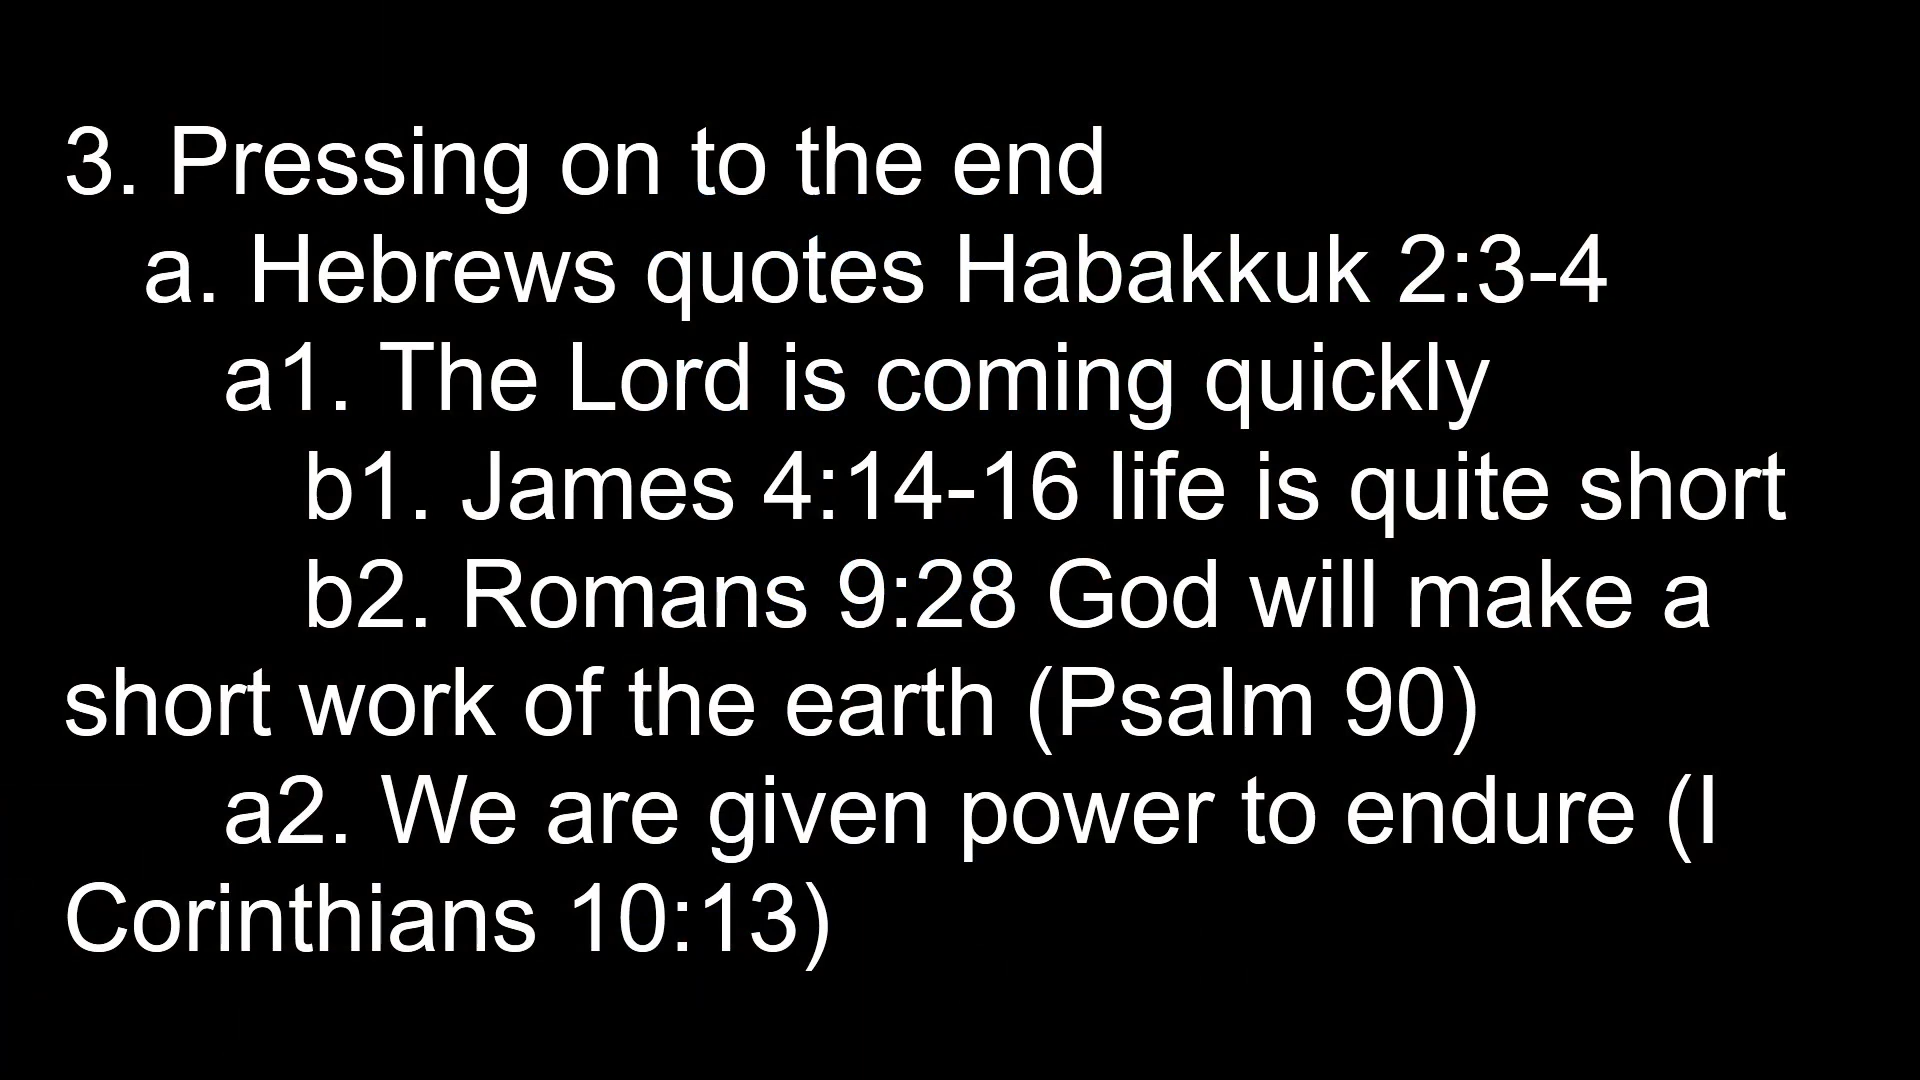 3. Pressing on to the end
a. Hebrews quotes Habakkuk 2:3-4
a1. The Lord is coming quickly
b1. James 4:14-16 life is quite short
b2. Romans 9:28 God will make a
short work of the earth (Psalm 90)
a2. We are given power to endure (I
Corinthians 10:13)